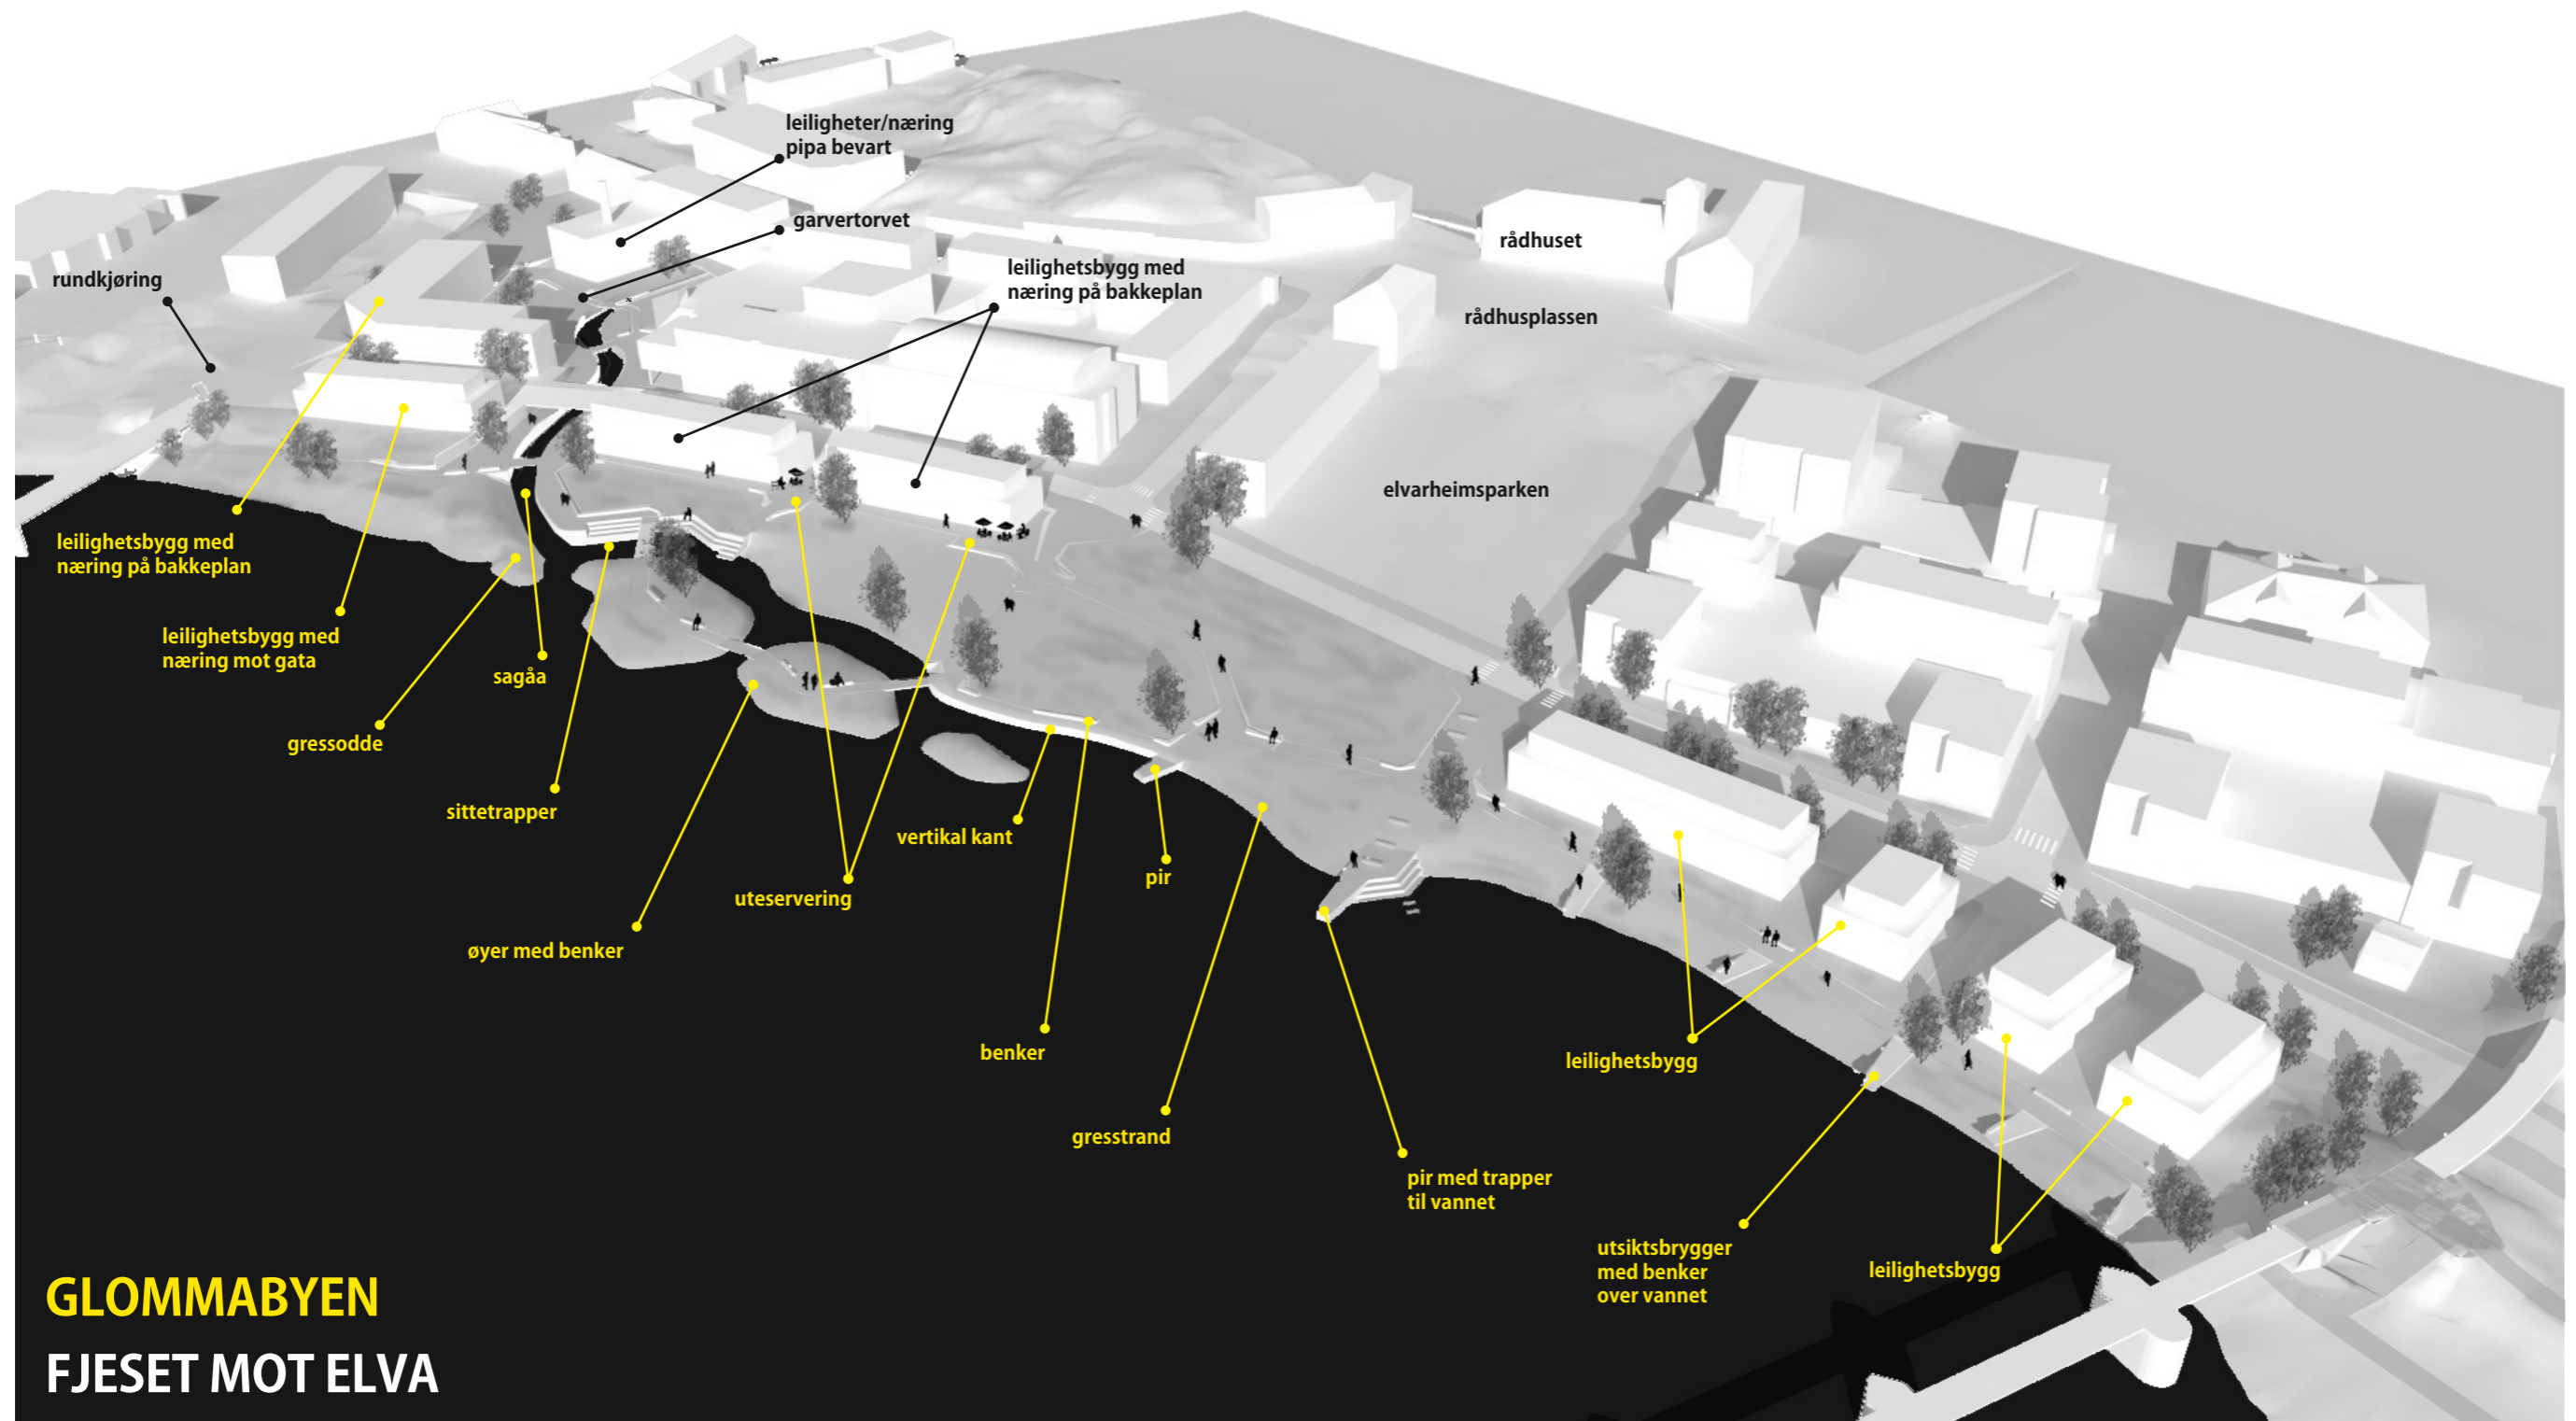 leiligheter/næring
pipa bevart
garvertorvet
rådhuset
rundkjøring
leilighetsbygg med
næring på bakkeplan
rådhusplassen
elvarheimsparken
leilighetsbygg med
næring på bakkeplan
leilighetsbygg med
næring mot gata
sagåa
gressodde
sittetrapper
vertikal kant
pir
uteservering
øyer med benker
benker
leilighetsbygg
gresstrand
pir med trapper
til vannet
utsiktsbrygger
med benker
over vannet
leilighetsbygg
GLOMMABYEN
FJESET MOT ELVA